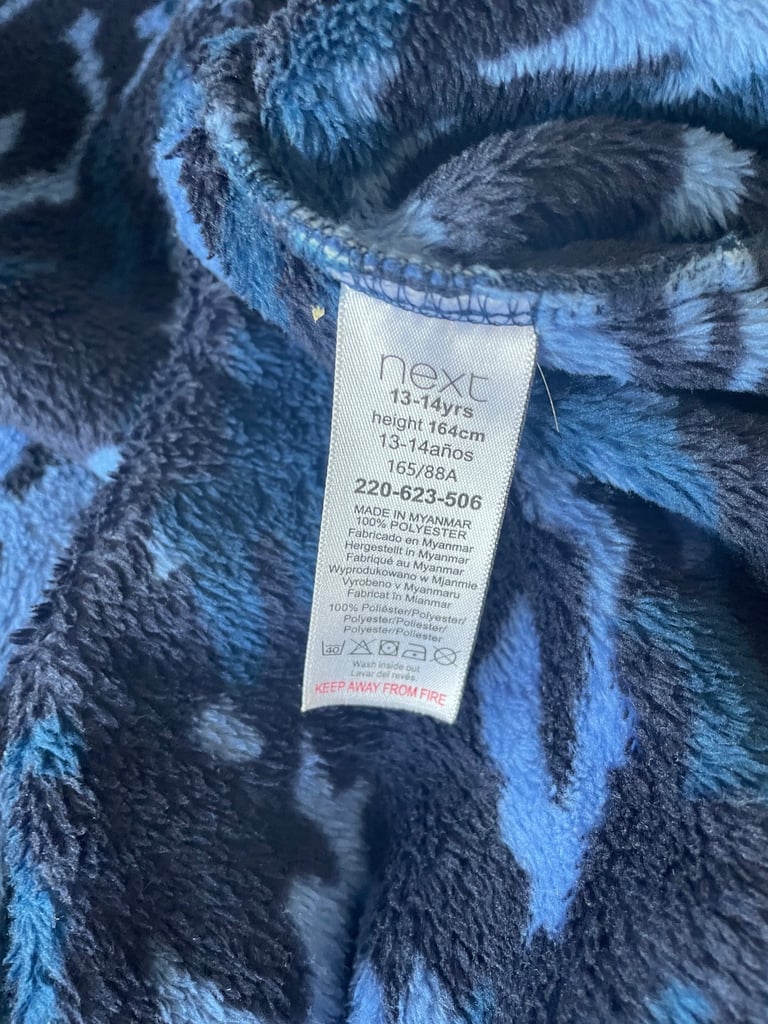 next
13-14yrs
height 164cm
13-14años
165/88A
220-623-506
MADE IN MYANMAR
100% POLYESTER
Fabricado en Myanmar
Hergestellt in Myanmar
Fabriqué au Myanmar
Wyprodukowano w Mjanmie
Vyrobeno v Myanmaru
Fabricat în Mianmar
100% Poliéster/Polyester/
Polyester/Poliester/
Polyester/Poliester
40
Wash inside out
Lavar del revés.
KEEP AWAY FROM FIRE